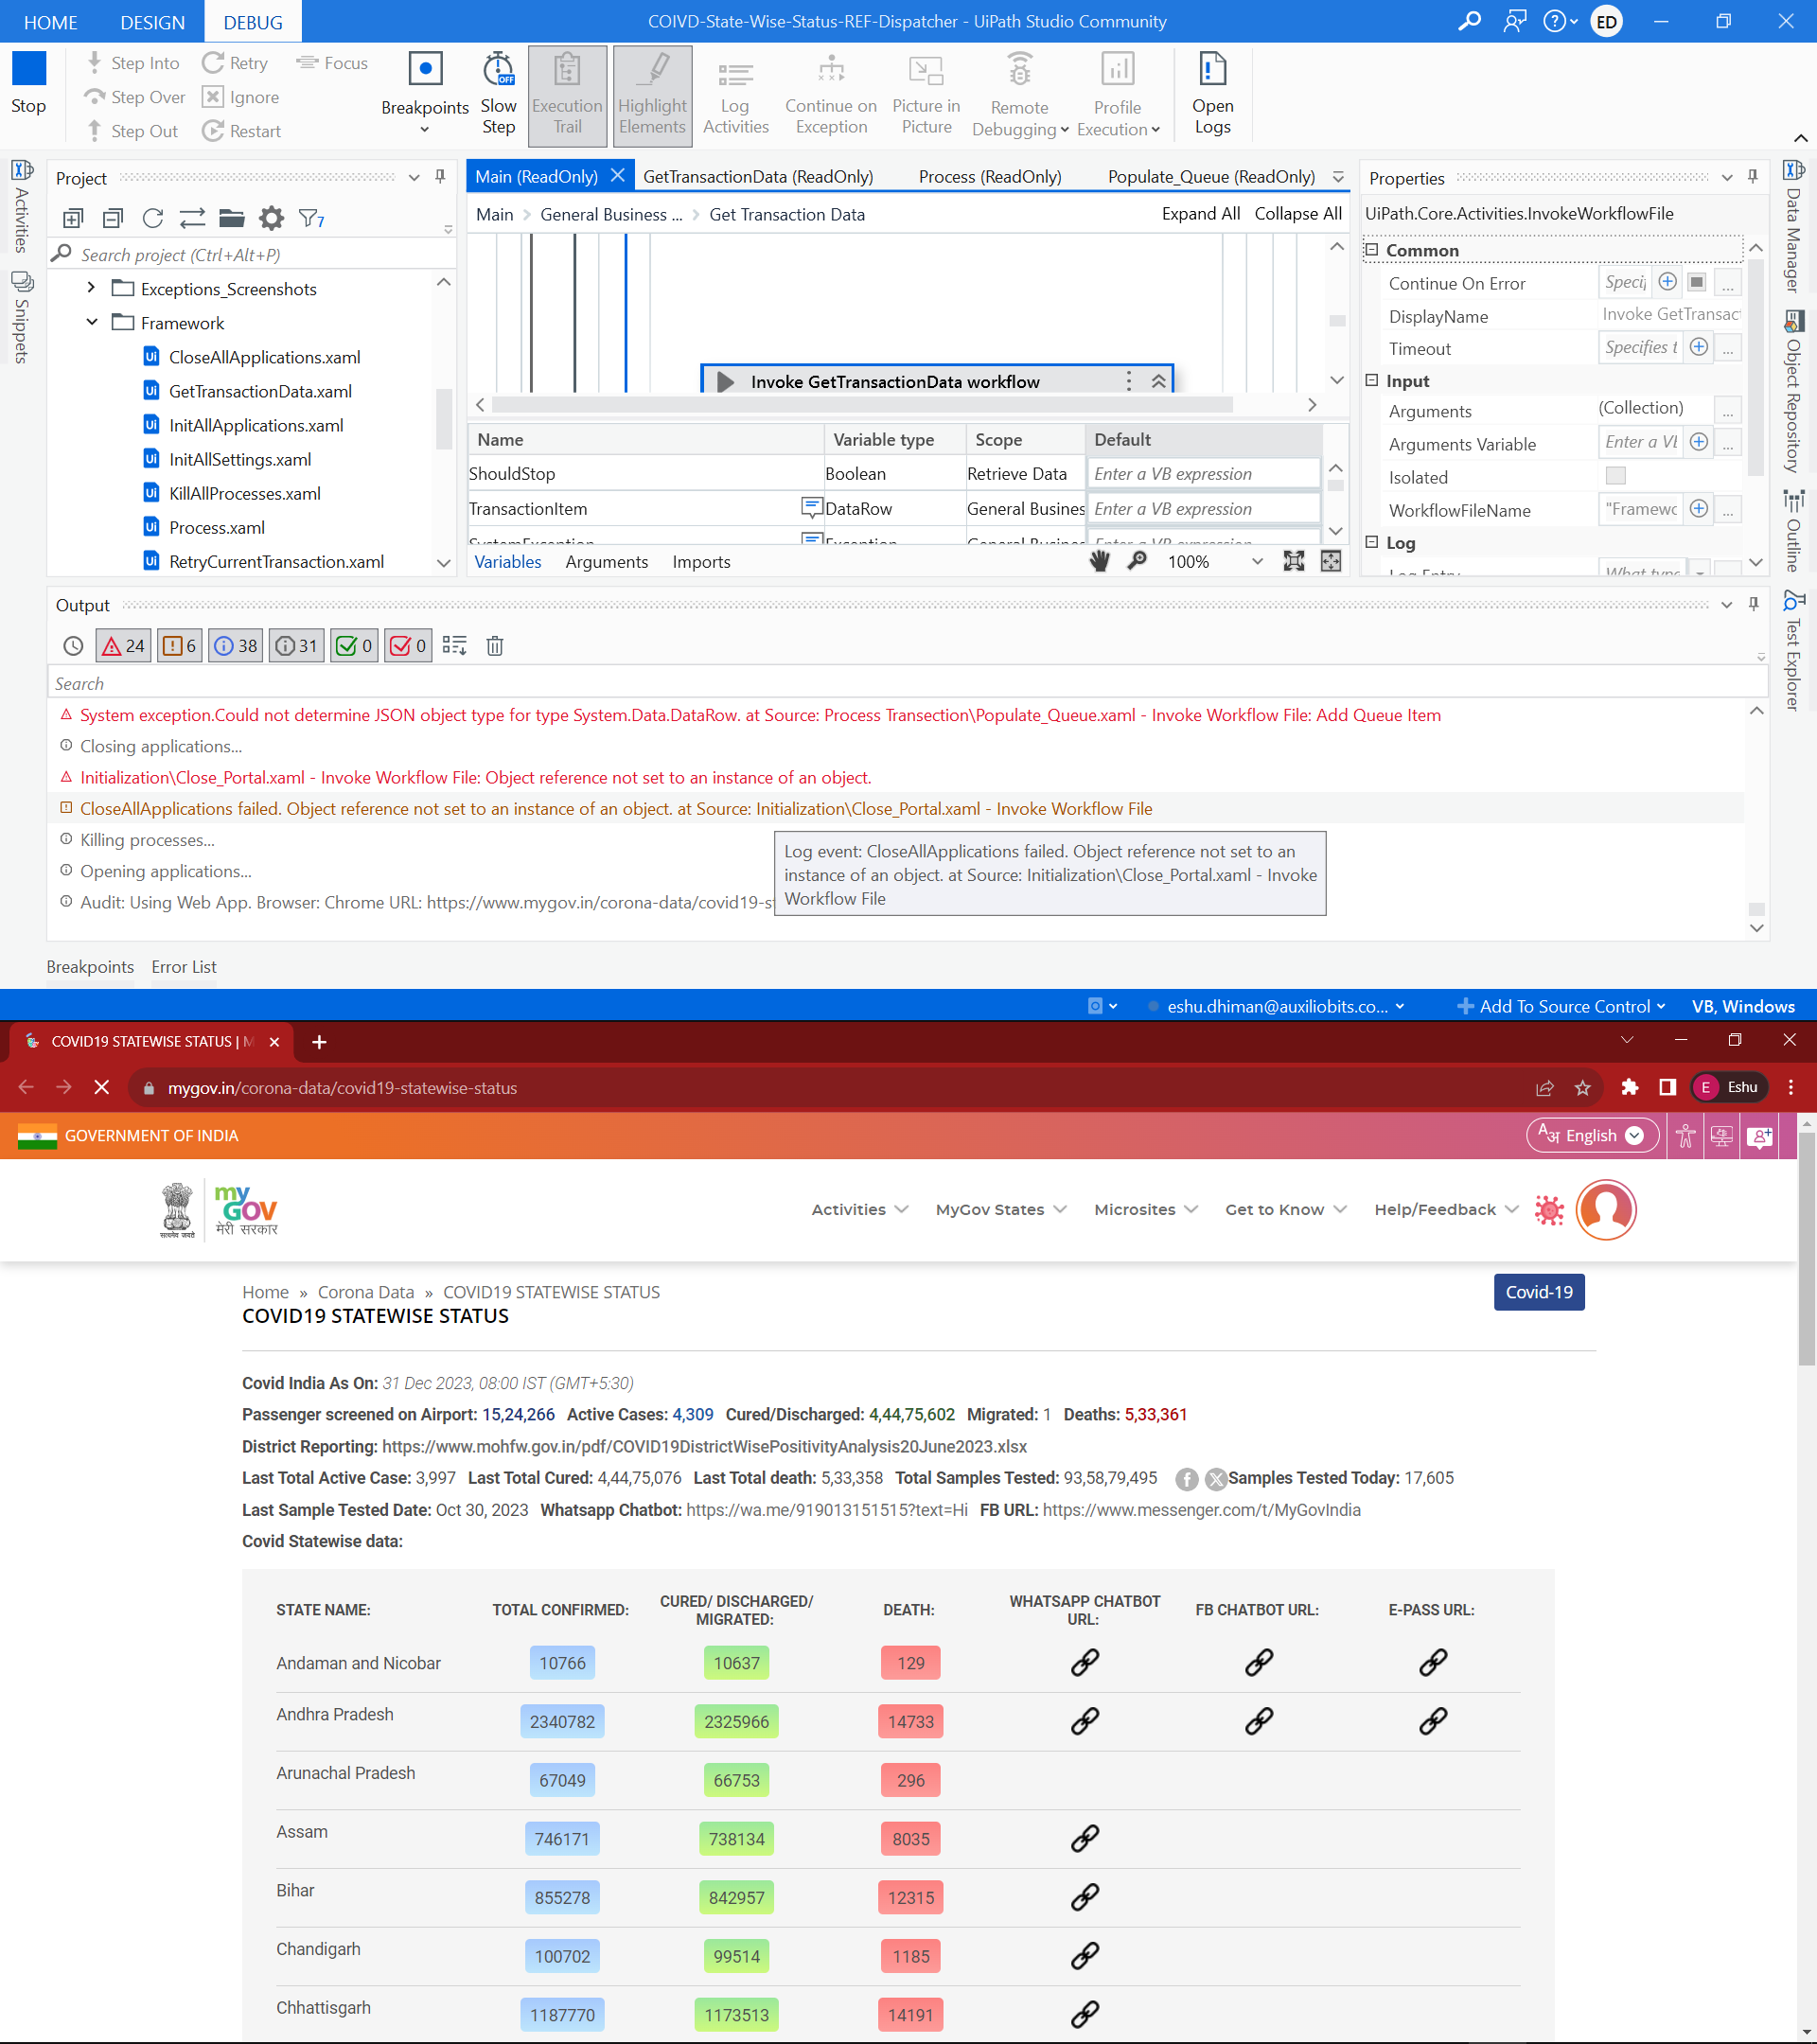 HOME DESIGN DEBUG COIVD-State-Wise-Status-REF-Dispatcher - UiPath Studio Community ED
Stop
Step Into Retry Focus
Step Over Ignore
Step Out Restart
Breakpoints
Slow Step
Execution Trail
Highlight Elements
Log Activities
Continue on Exception
Picture in Picture
Remote Debugging
Profile Execution
Open Logs
Activities
Snippets
Project
7
Search project (Ctrl+Alt+P)
Exceptions_Screenshots
Framework
CloseAllApplications.xaml
GetTransactionData.xaml
InitAllApplications.xaml
InitAllSettings.xaml
KillAllProcesses.xaml
Process.xaml
RetryCurrentTransaction.xaml
Main (ReadOnly) GetTransactionData (ReadOnly) Process (ReadOnly) Populate_Queue (ReadOnly)
Main General Business ... Get Transaction Data Expand All Collapse All
Invoke GetTransactionData workflow
Name Variable type Scope Default
ShouldStop Boolean Retrieve Data Enter a VB expression
TransactionItem DataRow General Busines Enter a VB expression
SystemException Exception General Busines Enter a VB expression
Variables Arguments Imports 100%
Properties
UiPath.Core.Activities.InvokeWorkflowFile
Common
Continue On Error Specif ...
DisplayName Invoke GetTransact
Timeout Specifies t ...
Input
Arguments (Collection) ...
Arguments Variable Enter a VB ...
Isolated
WorkflowFileName "Framewo ...
Log
Log Entry What type
Data Manager
Object Repository
Outline
Test Explorer
Output
24 6 38 31 0 0
Search
System exception.Could not determine JSON object type for type System.Data.DataRow. at Source: Process Transection\Populate_Queue.xaml - Invoke Workflow File: Add Queue Item
Closing applications...
Initialization\Close_Portal.xaml - Invoke Workflow File: Object reference not set to an instance of an object.
CloseAllApplications failed. Object reference not set to an instance of an object. at Source: Initialization\Close_Portal.xaml - Invoke Workflow File
Killing processes...
Opening applications...
Audit: Using Web App. Browser: Chrome URL: https://www.mygov.in/corona-data/covid19-s
Log event: CloseAllApplications failed. Object reference not set to an
instance of an object. at Source: Initialization\Close_Portal.xaml - Invoke
Workflow File
Breakpoints Error List
eshu.dhiman@auxiliobits.co... Add To Source Control VB, Windows
COVID19 STATEWISE STATUS | M
mygov.in/corona-data/covid19-statewise-status E Eshu
GOVERNMENT OF INDIA English
सत्यमेव जयते my GOV मेरी सरकार
Activities MyGov States Microsites Get to Know Help/Feedback
Home » Corona Data » COVID19 STATEWISE STATUS Covid-19
COVID19 STATEWISE STATUS
Covid India As On: 31 Dec 2023, 08:00 IST (GMT+5:30)
Passenger screened on Airport: 15,24,266 Active Cases: 4,309 Cured/Discharged: 4,44,75,602 Migrated: 1 Deaths: 5,33,361
District Reporting: https://www.mohfw.gov.in/pdf/COVID19DistrictWisePositivityAnalysis20June2023.xlsx
Last Total Active Case: 3,997 Last Total Cured: 4,44,75,076 Last Total death: 5,33,358 Total Samples Tested: 93,58,79,495 Samples Tested Today: 17,605
Last Sample Tested Date: Oct 30, 2023 Whatsapp Chatbot: https://wa.me/919013151515?text=Hi FB URL: https://www.messenger.com/t/MyGovIndia
Covid Statewise data:
STATE NAME: TOTAL CONFIRMED: CURED/ DISCHARGED/ MIGRATED: DEATH: WHATSAPP CHATBOT URL: FB CHATBOT URL: E-PASS URL:
Andaman and Nicobar 10766 10637 129
Andhra Pradesh 2340782 2325966 14733
Arunachal Pradesh 67049 66753 296
Assam 746171 738134 8035
Bihar 855278 842957 12315
Chandigarh 100702 99514 1185
Chhattisgarh 1187770 1173513 14191